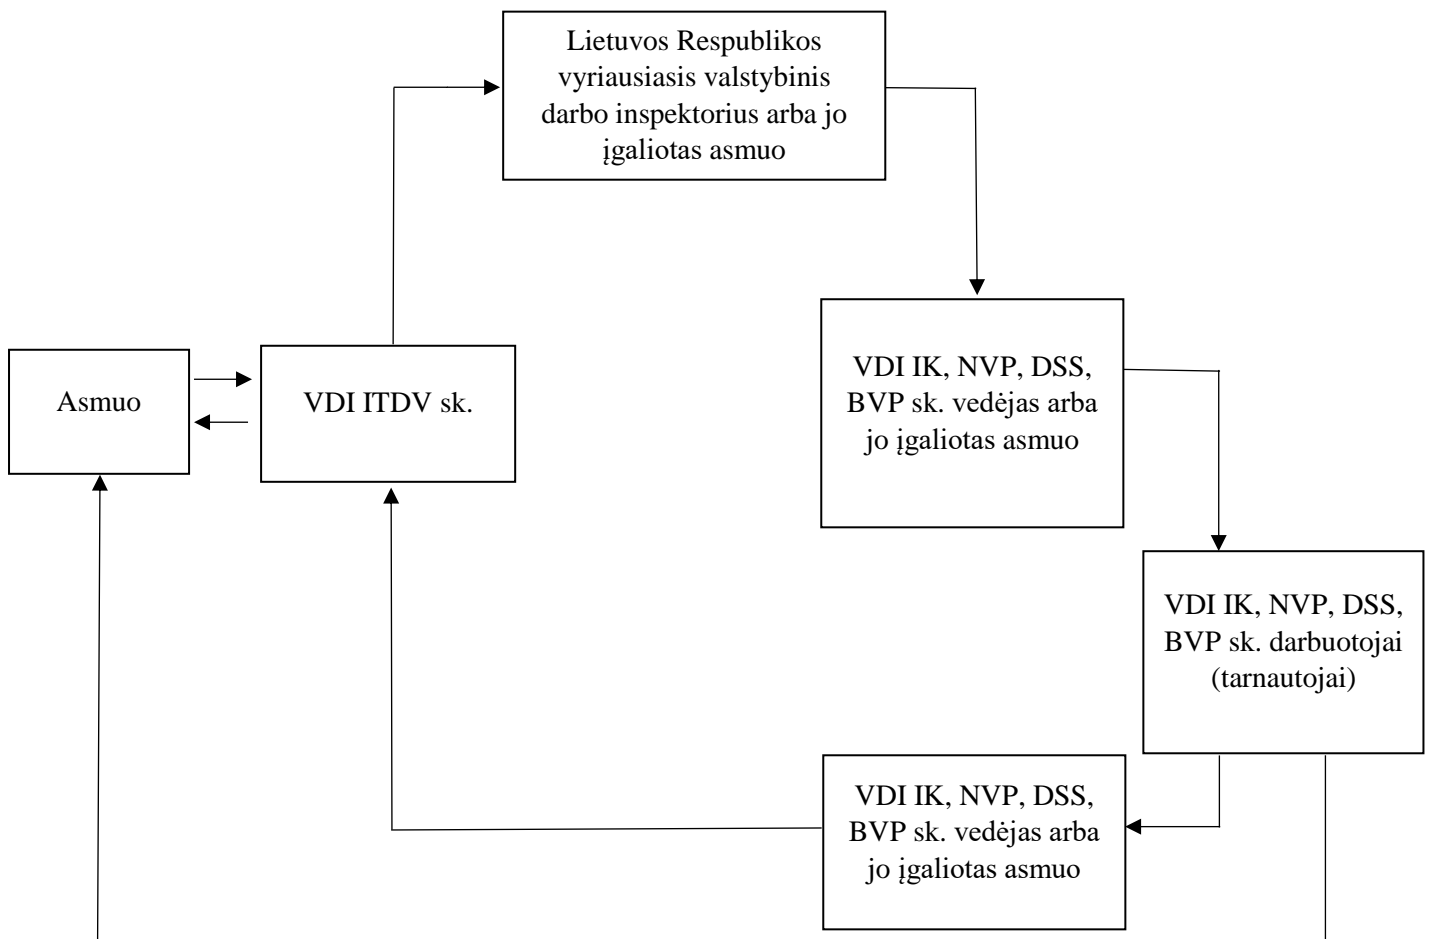 Lietuvos Respublikos
vyriausiasis valstybinis
darbo inspektorius arba jo
įgaliotas asmuo
Asmuo
VDI ITDV sk.
VDI IK, NVP, DSS,
BVP sk. vedėjas arba
jo įgaliotas asmuo
VDI IK, NVP, DSS,
BVP sk. darbuotojai
(tarnautojai)
VDI IK, NVP, DSS,
BVP sk. vedėjas arba
jo įgaliotas asmuo